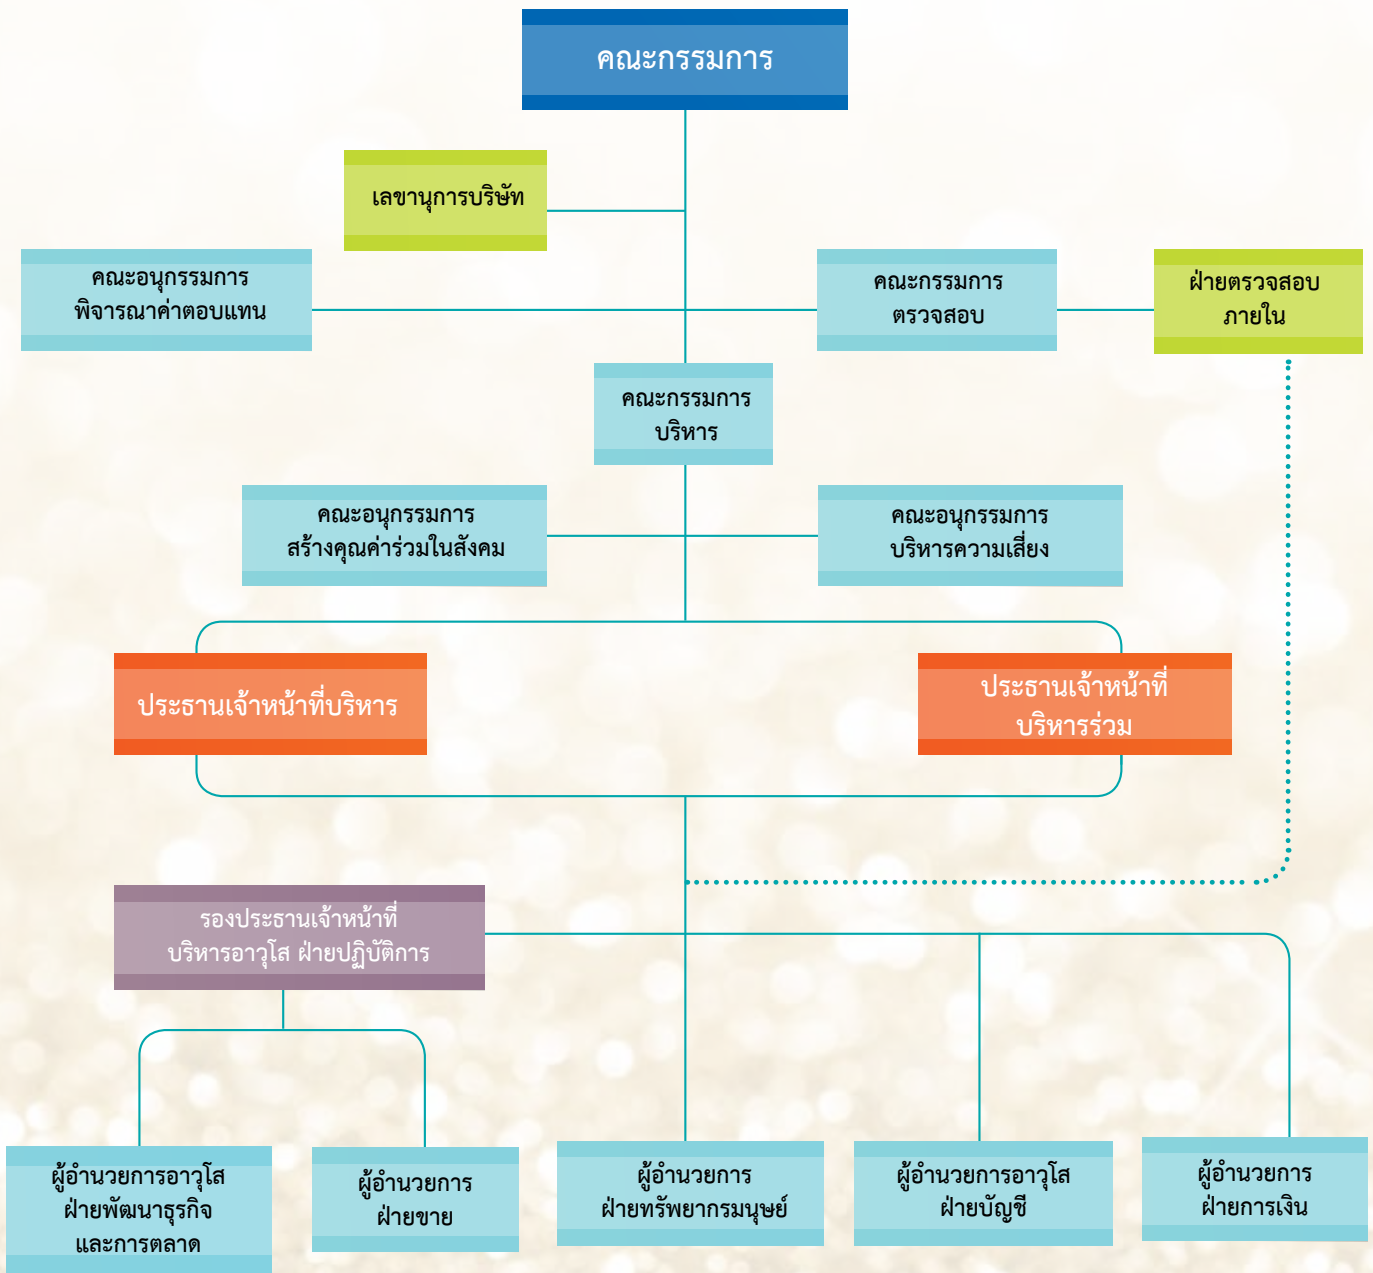 คณะกรรมการ
เลขานุการบริษัท
คณะอนุกรรมการ
พิจารณาค่าตอบแทน
คณะกรรมการ
ตรวจสอบ
ฝ่ายตรวจสอบ
ภายใน
คณะกรรมการ
บริหาร
คณะอนุกรรมการ
สร้างคุณค่าร่วมในสังคม
คณะอนุกรรมการ
บริหารความเสี่ยง
ประธานเจ้าหน้าที่บริหาร
ประธานเจ้าหน้าที่
บริหารร่วม
รองประธานเจ้าหน้าที่
บริหารอาวุโส ฝ่ายปฏิบัติการ
ผู้อำนวยการอาวุโส
ฝ่ายพัฒนาธุรกิจ
และการตลาด
ผู้อำนวยการ
ฝ่ายขาย
ผู้อำนวยการ
ฝ่ายทรัพยากรมนุษย์
ผู้อำนวยการอาวุโส
ฝ่ายบัญชี
ผู้อำนวยการ
ฝ่ายการเงิน